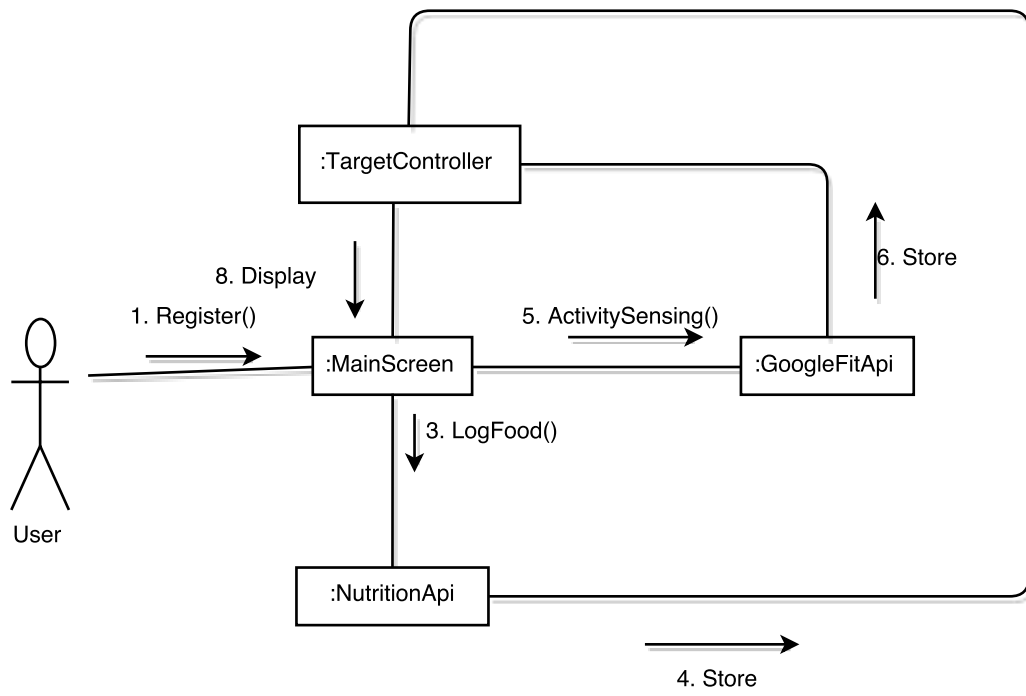 :TargetController
6. Store
8. Display
1. Register()
5. ActivitySensing()
:MainScreen
:GoogleFitApi
3. LogFood()
User
:NutritionApi
4. Store